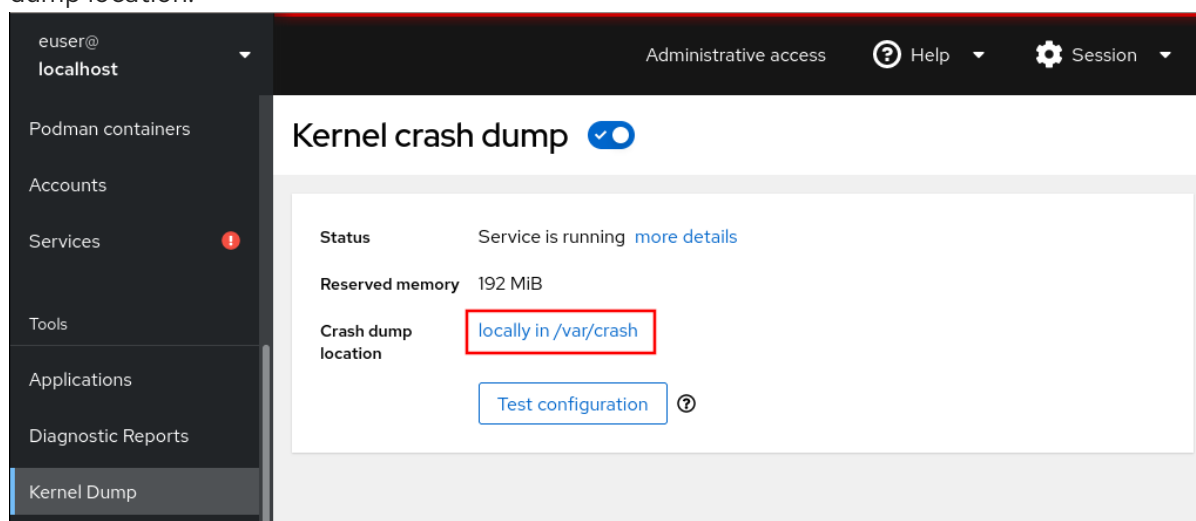 dump location.
euser@
localhost
Administrative access
Help
Session
Podman containers
Accounts
Services
Tools
Applications
Diagnostic Reports
Kernel Dump
Kernel crash dump
Status Service is running more details
Reserved memory 192 MiB
Crash dump location locally in /var/crash
Test configuration